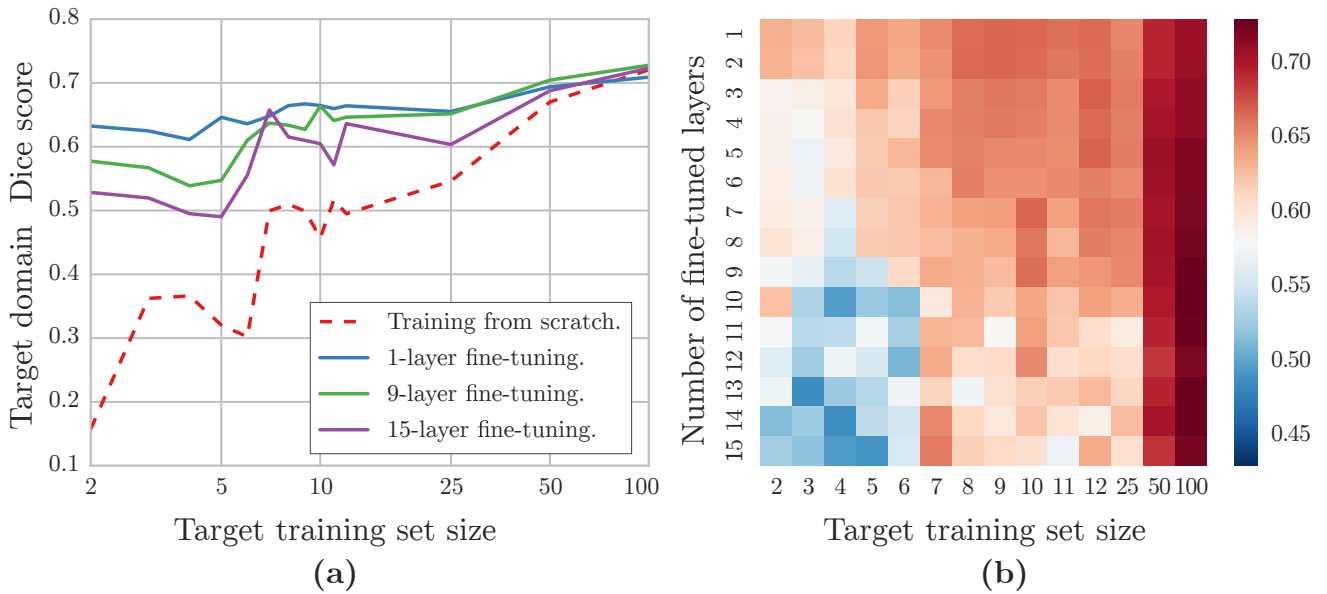 0.8
0.7
0.6
0.5
0.4
0.3
0.2
0.1
Target domain Dice score
2 5 10 25 50 100
Target training set size
(a)
Training from scratch.
1-layer fine-tuning.
9-layer fine-tuning.
15-layer fine-tuning.
Number of fine-tuned layers
1
2
3
4
5
6
7
8
9
10
11
12
13
14
15
2 3 4 5 6 7 8 9 10 11 12 25 50 100
Target training set size
(b)
0.70
0.65
0.60
0.55
0.50
0.45